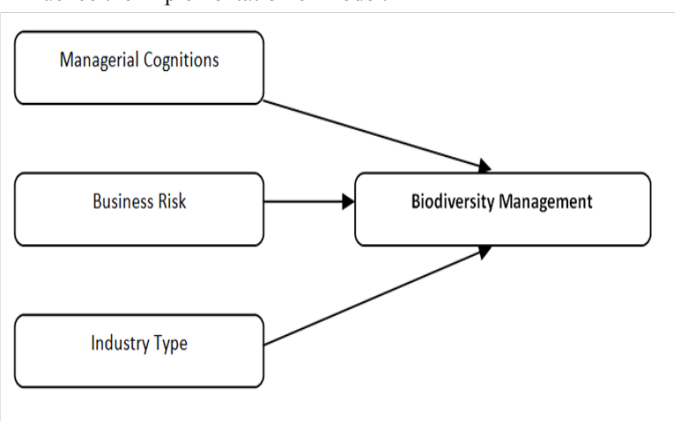 Managerial Cognitions
Business Risk
Biodiversity Management
Industry Type